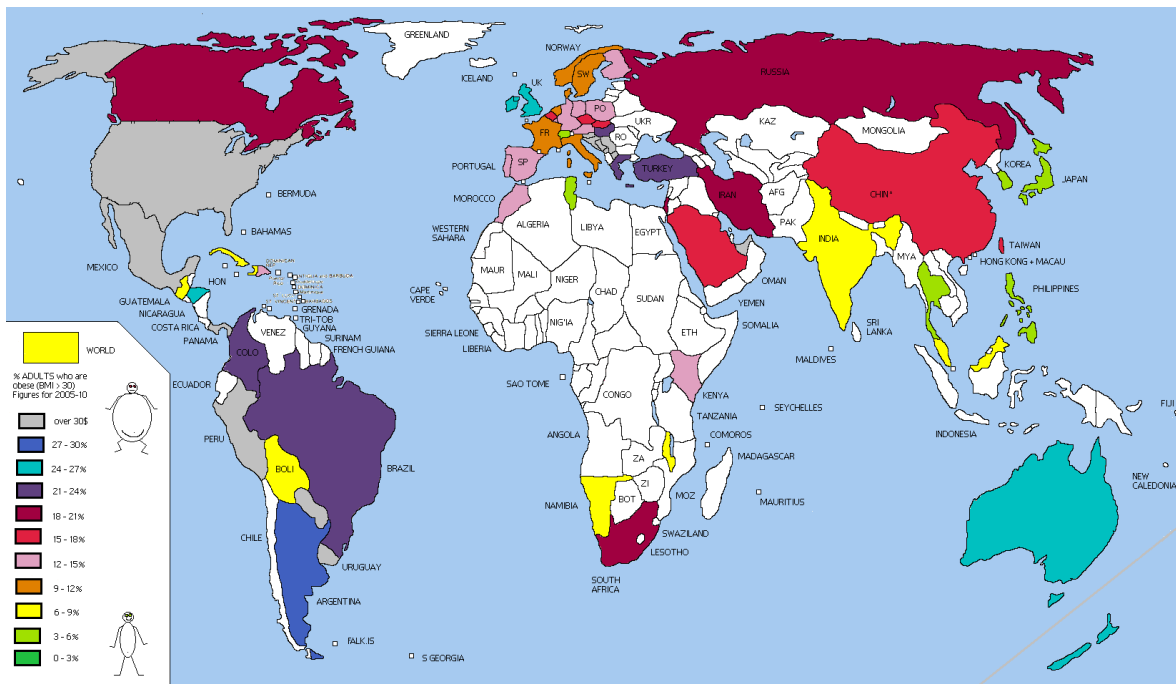 GREENLAND
ICELAND
NORWAY
SW
UK
RUSSIA
PO
UKR
KAZ
MONGOLIA
FR
RO
PORTUGAL
SP
TURKEY
KOREA
JAPAN
BERMUDA
MOROCCO
IRAN
AFG
CHIN*
ALGERIA
LIBYA
EGYPT
PAK
WESTERN
SAHARA
BAHAMAS
INDIA
MYA
TAIWAN
HONG KONG + MACAU
MEXICO
HON
DOMINICAN
OMAN
MAUR
MALI
NIGER
CHAD
SUDAN
YEMEN
PHILIPPINES
CAPE
VERDE
GUATEMALA
NICARAGUA
COSTA RICA
PANAMA
GRENADA
TRI-TOB
GUYANA
SURINAM
FRENCH GUIANA
VENEZ
COLO
SIERRA LEONE
LIBERIA
NIG'IA
ETH
SOMALIA
SRI
LANKA
MALDIVES
ECUADOR
SAO TOME
CONGO
KENYA
TANZANIA
SEYCHELLES
INDONESIA
FIJI
PERU
BOLI
BRAZIL
ANGOLA
COMOROS
MADAGASCAR
ZA
ZI
NAMIBIA
BOT
MOZ
MAURITIUS
NEW
CALEDONIA
CHILE
URUGUAY
SWAZILAND
LESOTHO
SOUTH
AFRICA
ARGENTINA
FALK.IS
S GEORGIA
WORLD
% ADULTS who are
obese (BMI > 30)
Figures for 2005-10
over 30$
27 - 30%
24 - 27%
21 - 24%
18 - 21%
15 - 18%
12 - 15%
9 - 12%
6 - 9%
3 - 6%
0 - 3%